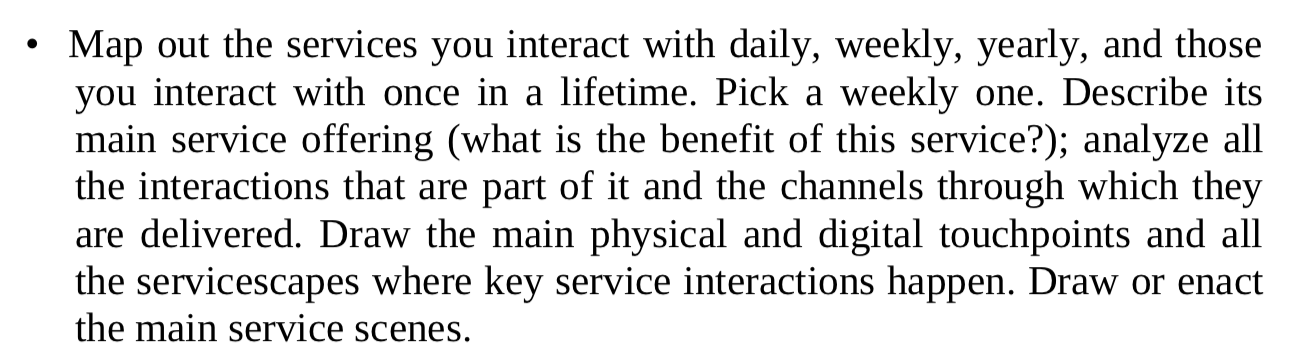 • Map out the services you interact with daily, weekly, yearly, and those
you interact with once in a lifetime. Pick a weekly one. Describe its
main service offering (what is the benefit of this service?); analyze all
the interactions that are part of it and the channels through which they
are delivered. Draw the main physical and digital touchpoints and all
the servicescapes where key service interactions happen. Draw or enact
the main service scenes.